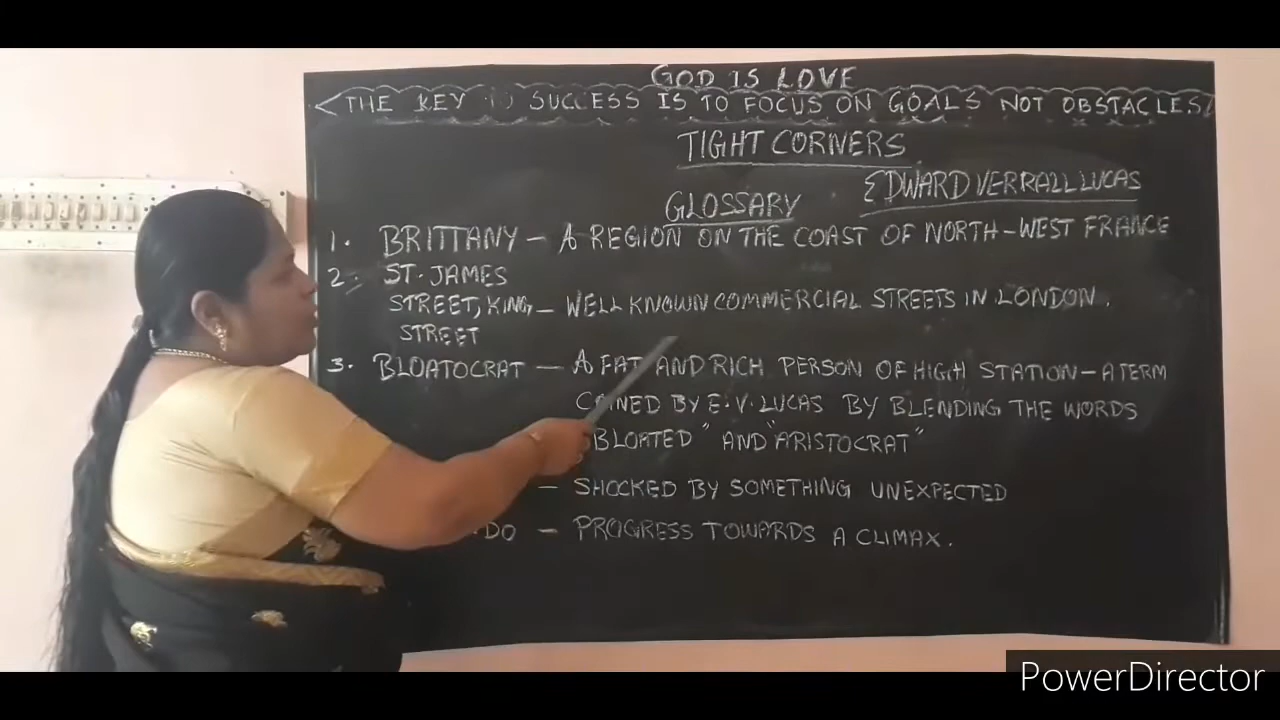 GOD IS LOVE
THE KEY TO SUCCESS IS TO FOCUS ON GOALS NOT OBSTACLES
TIGHT CORNERS
EDWARD VERRALL LUCAS
GLOSSARY
1. BRITTANY – A REGION ON THE COAST OF NORTH-WEST FRANCE
2. ST. JAMES
STREET, KING – WELL KNOWN COMMERCIAL STREETS IN LONDON.
STREET
3. BLOATOCRAT – A FAT AND RICH PERSON OF HIGH STATION – A TERM
COINED BY E.V. LUCAS BY BLENDING THE WORDS
BLOATED" AND "ARISTOCRAT"
– SHOCKED BY SOMETHING UNEXPECTED
DO – PROGRESS TOWARDS A CLIMAX.
PowerDirector